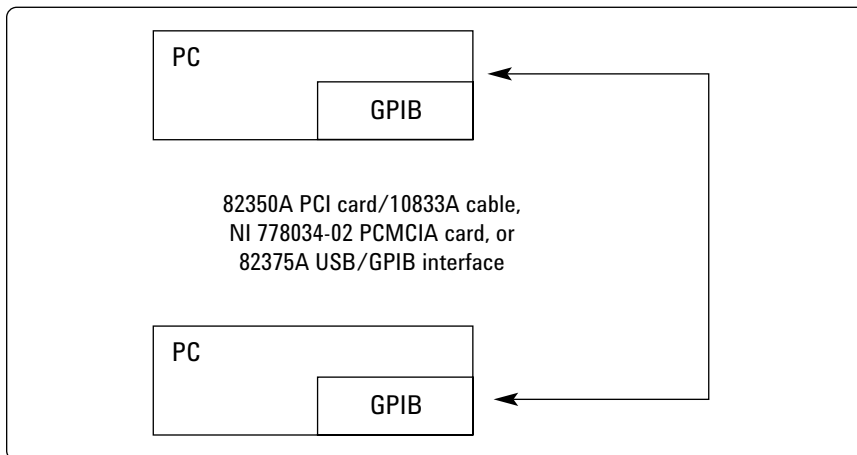 PC
GPIB
82350A PCI card/10833A cable,
NI 778034-02 PCMCIA card, or
82375A USB/GPIB interface
PC
GPIB